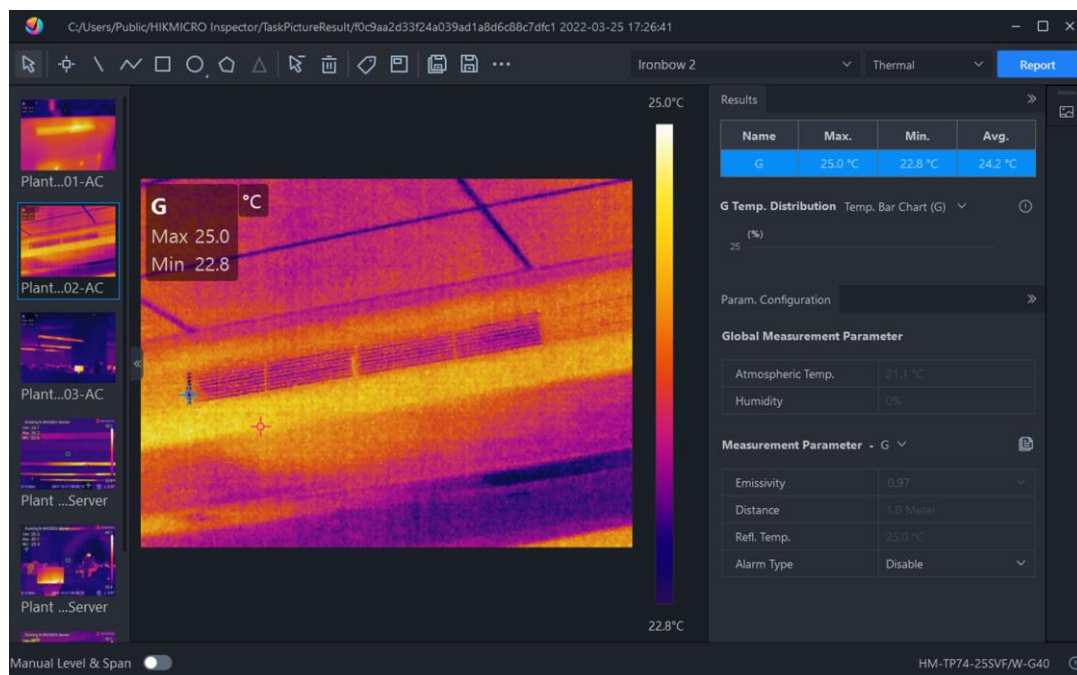 C:/Users/Public/HIKMICRO Inspector/TaskPictureResult/f0c9aa2d33f24a039ad1a8d6c88c7dfc1 2022-03-25 17:26:41
Ironbow 2
Thermal
Report
Plant...01-AC
Plant...02-AC
Plant...03-AC
Plant ...Server
Plant ...Server
25.0°C
G °C
Max 25.0
Min 22.8
22.8°C
Results
Name Max. Min. Avg.
G 25.0 °C 22.8 °C 24.2 °C
G Temp. Distribution Temp. Bar Chart (G)
(%)
25
Param. Configuration
Global Measurement Parameter
Atmospheric Temp. 21.1 °C
Humidity 0%
Measurement Parameter - G
Emissivity 0.97
Distance 1.0 Meter
Refl. Temp. 25.0 °C
Alarm Type Disable
Manual Level & Span
HM-TP74-25SVF/W-G40